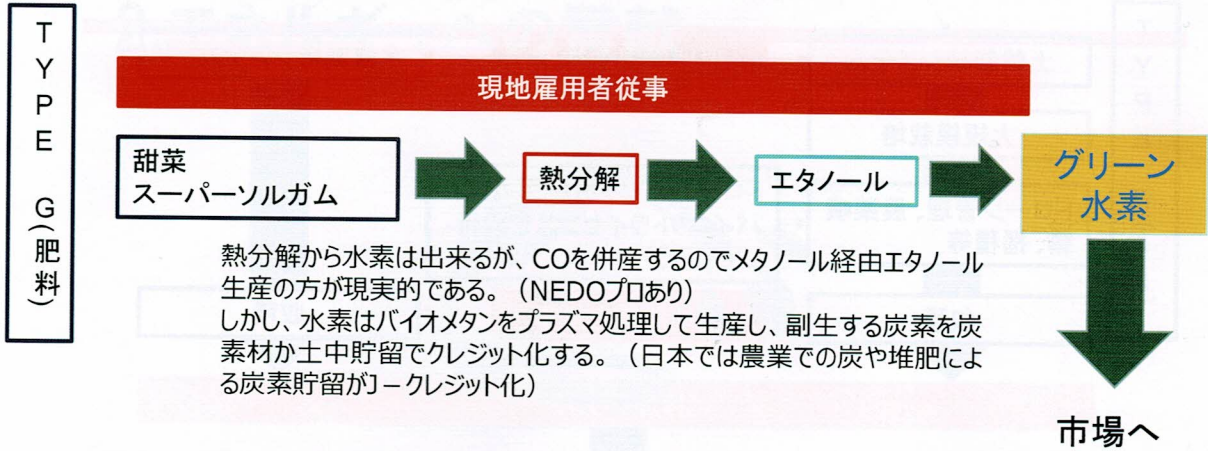 TYPE G(肥料)
現地雇用者従事
甜菜
スーパーソルガム
熱分解
エタノール
グリーン
水素
熱分解から水素は出来るが、COを併産するのでメタノール経由エタノール
生産の方が現実的である。（NEDOプロあり）
しかし、水素はバイオメタンをプラズマ処理して生産し、副生する炭素を炭
素材か土中貯留でクレジット化する。（日本では農業での炭や堆肥によ
る炭素貯留がJ－クレジット化）
市場へ